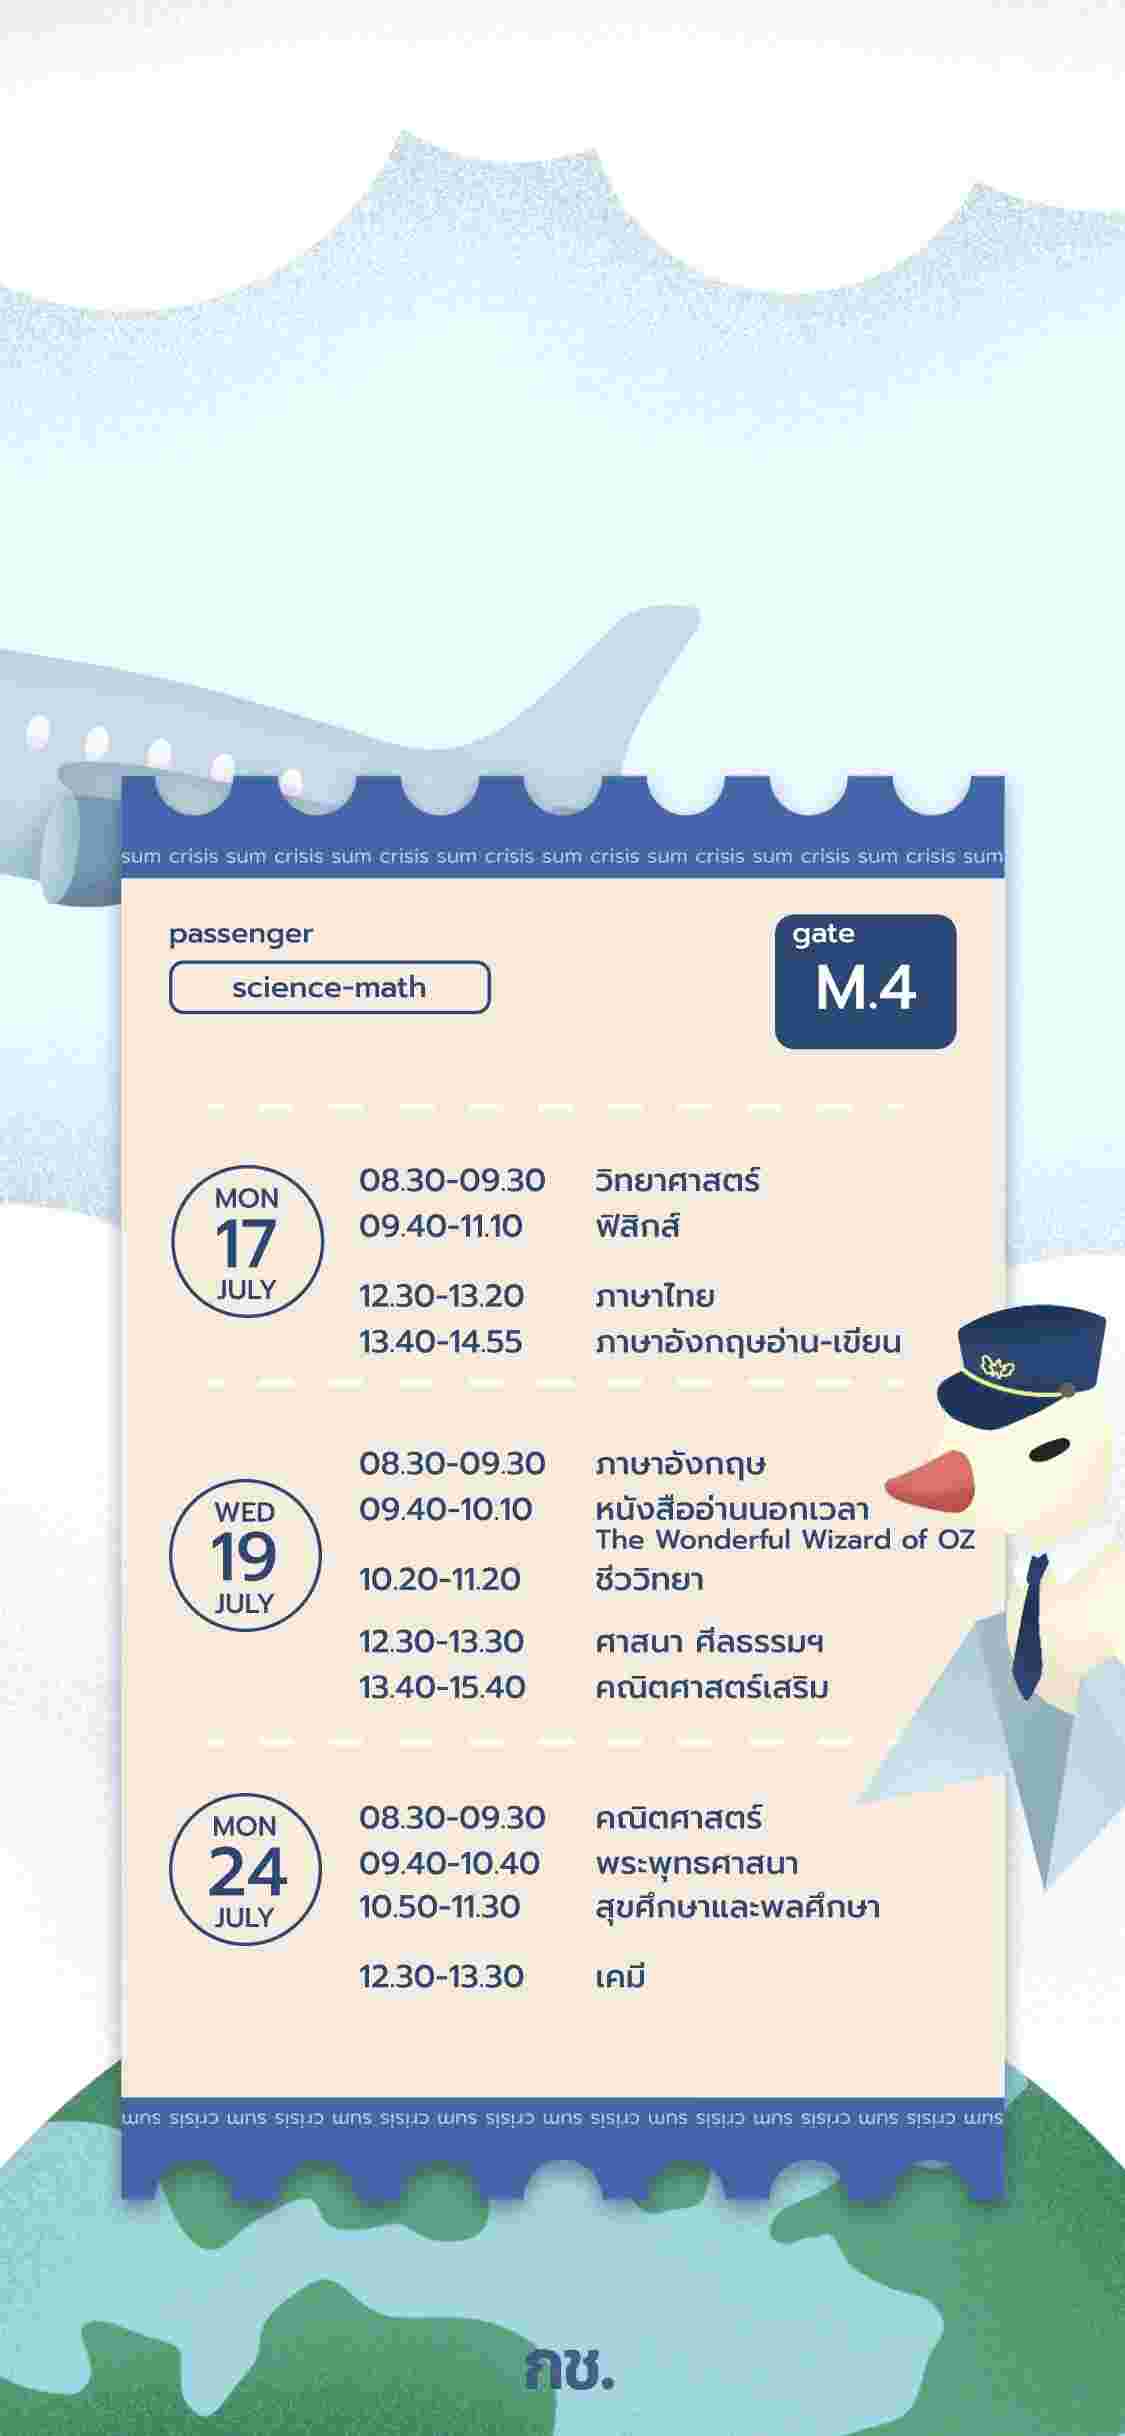 sum crisis sum crisis sum crisis sum crisis sum crisis sum crisis sum crisis sum crisis sum
passenger
science-math
gate
M.4
MON
17
JULY
08.30-09.30 วิทยาศาสตร์
09.40-11.10 ฟิสิกส์
12.30-13.20 ภาษาไทย
13.40-14.55 ภาษาอังกฤษอ่าน-เขียน
WED
19
JULY
08.30-09.30 ภาษาอังกฤษ
09.40-10.10 หนังสืออ่านนอกเวลา
The Wonderful Wizard of OZ
10.20-11.20 ชีววิทยา
12.30-13.30 ศาสนา ศีลธรรมฯ
13.40-15.40 คณิตศาสตร์เสริม
MON
24
JULY
08.30-09.30 คณิตศาสตร์
09.40-10.40 พระพุทธศาสนา
10.50-11.30 สุขศึกษาและพลศึกษา
12.30-13.30 เคมี
sum crisis sum crisis sum crisis sum crisis sum crisis sum crisis sum crisis sum crisis sum
กช.